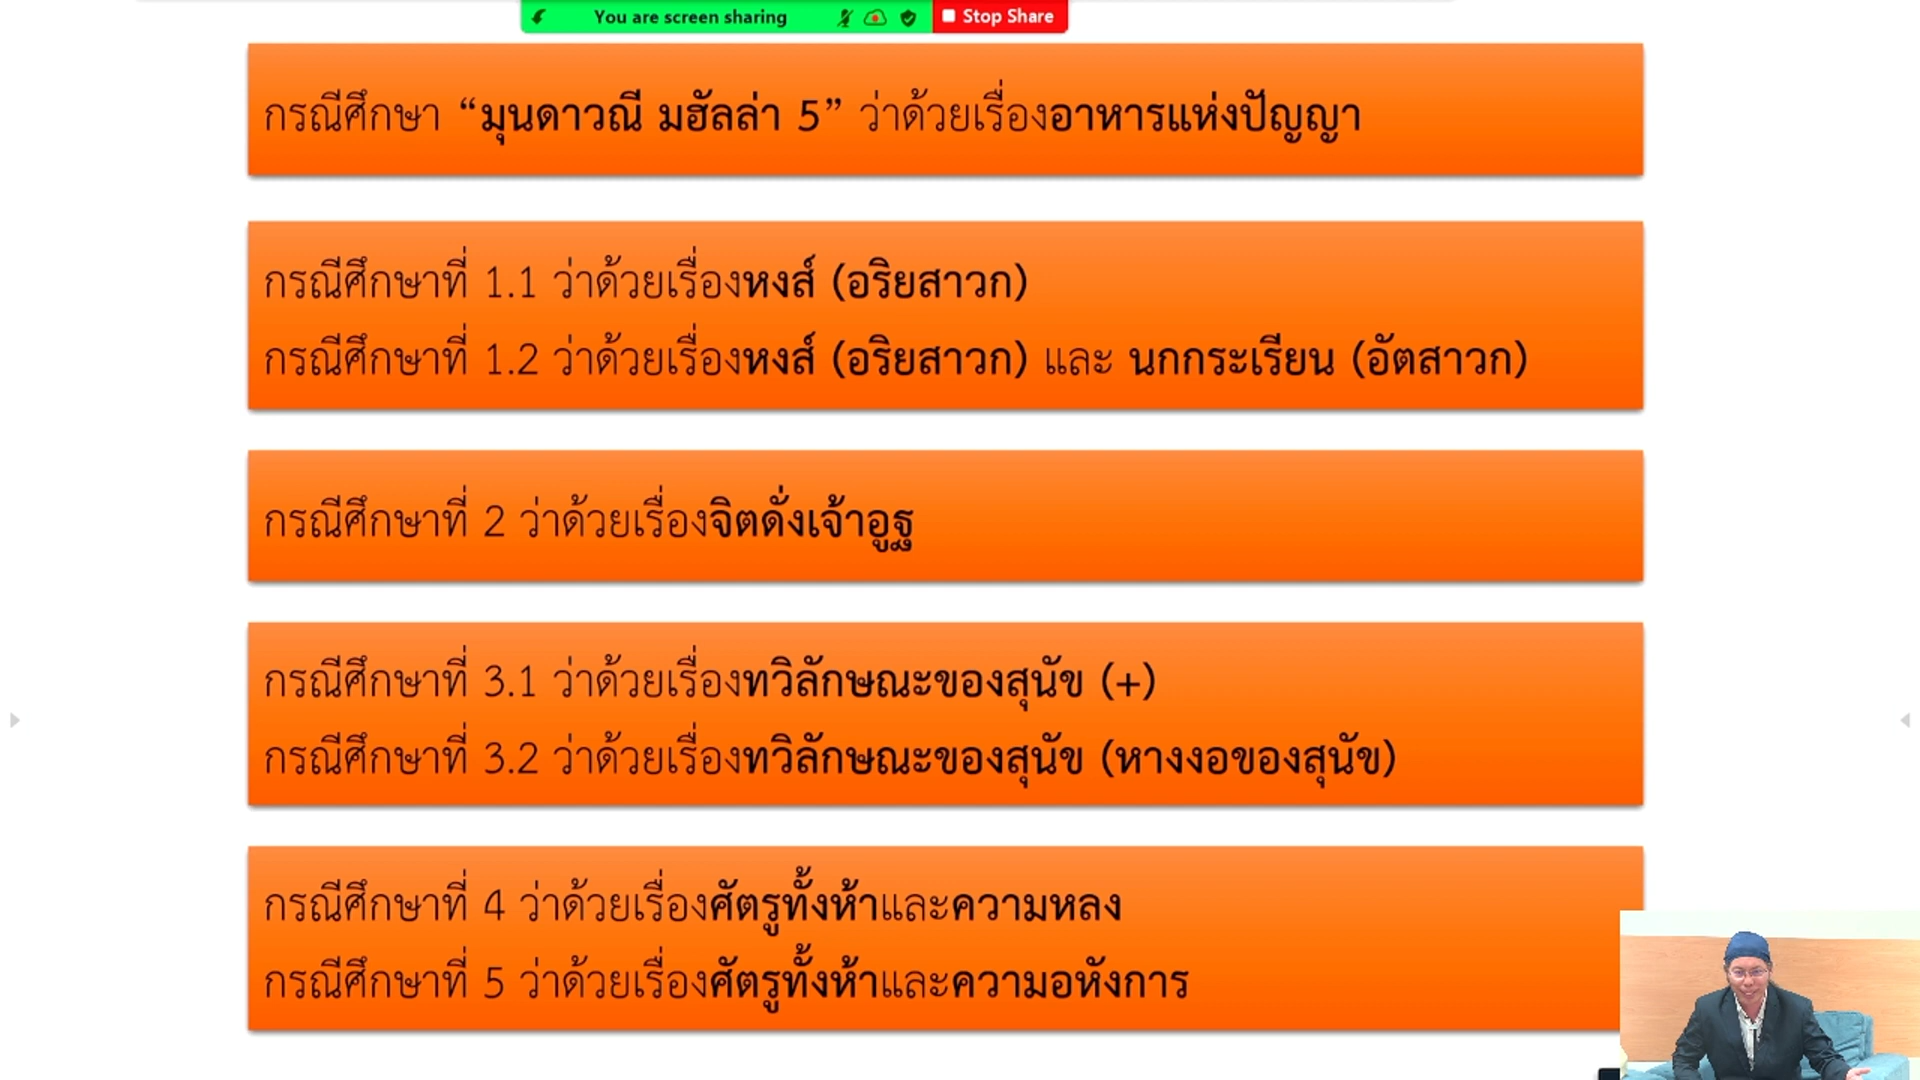 You are screen sharing
Stop Share
กรณีศึกษา “มุนดาวณี มฮัลล่า 5” ว่าด้วยเรื่องอาหารแห่งปัญญา
กรณีศึกษาที่ 1.1 ว่าด้วยเรื่องหงส์ (อริยสาวก)
กรณีศึกษาที่ 1.2 ว่าด้วยเรื่องหงส์ (อริยสาวก) และ นกกระเรียน (อัตสาวก)
กรณีศึกษาที่ 2 ว่าด้วยเรื่องจิตดั่งเจ้าอูฐ
กรณีศึกษาที่ 3.1 ว่าด้วยเรื่องทวิลักษณะของสุนัข (+)
กรณีศึกษาที่ 3.2 ว่าด้วยเรื่องทวิลักษณะของสุนัข (หางงอของสุนัข)
กรณีศึกษาที่ 4 ว่าด้วยเรื่องศัตรูทั้งห้าและความหลง
กรณีศึกษาที่ 5 ว่าด้วยเรื่องศัตรูทั้งห้าและความอหังการ